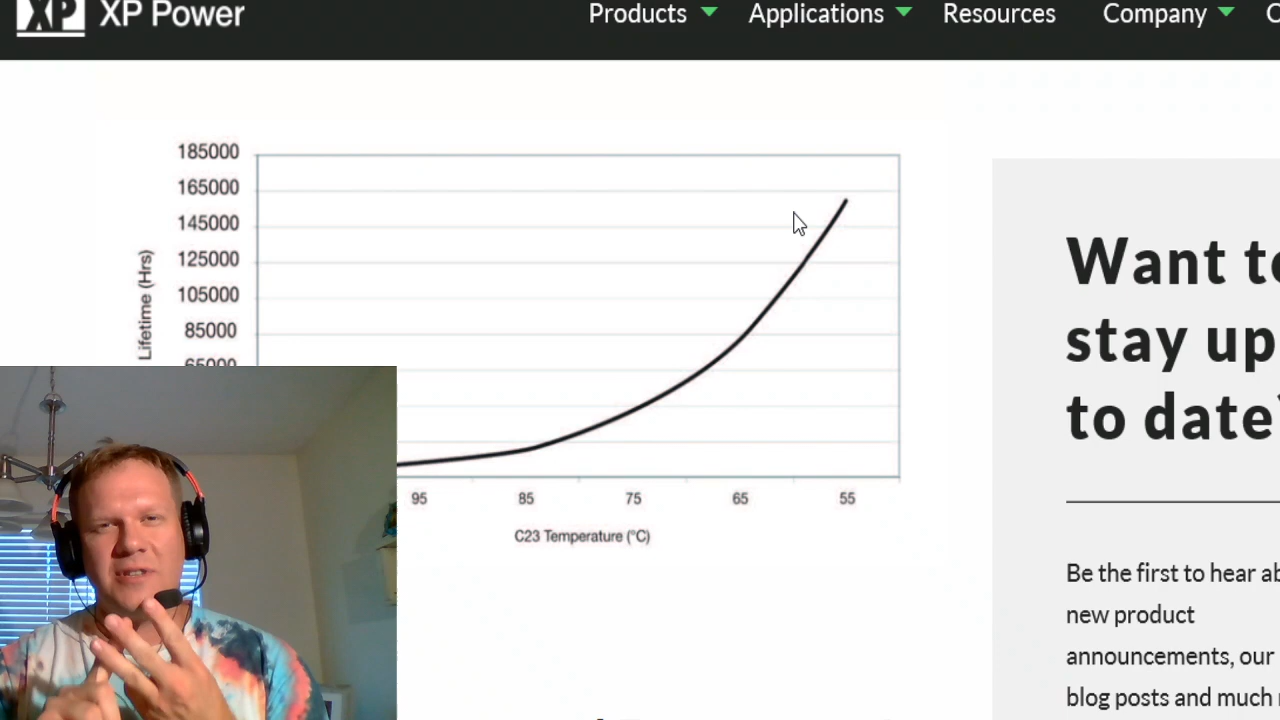 XP XP Power
Products Applications Resources Company
185000
165000
145000
125000
105000
85000
65000
Lifetime (Hrs)
95 85 75 65 55
C23 Temperature (°C)
Want to
stay up
to date?
Be the first to hear ab
new product
announcements, our
blog posts and much